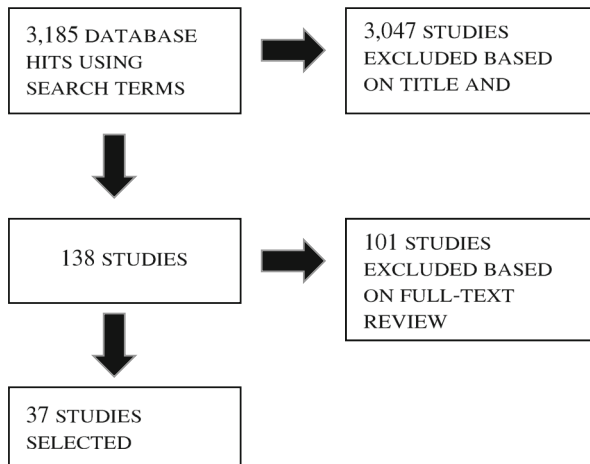 3,185 DATABASE
HITS USING
SEARCH TERMS
3,047 STUDIES
EXCLUDED BASED
ON TITLE AND
138 STUDIES
101 STUDIES
EXCLUDED BASED
ON FULL-TEXT
REVIEW
37 STUDIES
SELECTED